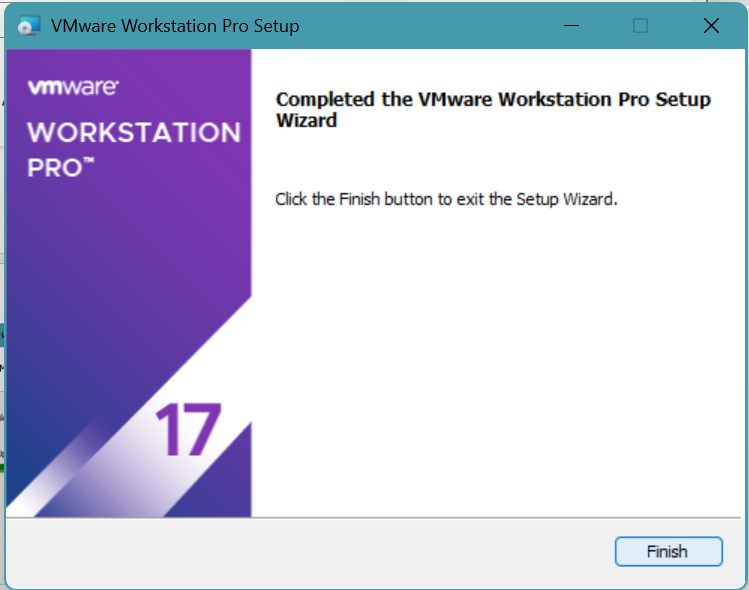 VMware Workstation Pro Setup
vmware®
WORKSTATION
PRO™
Completed the VMware Workstation Pro Setup
Wizard
Click the Finish button to exit the Setup Wizard.
17
Finish